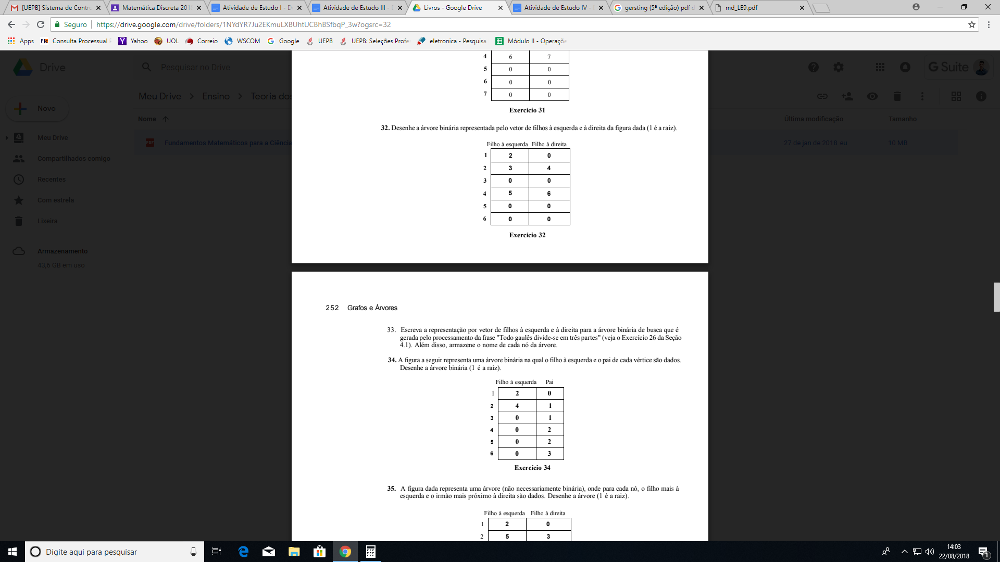 [UEPB] Sistema de Contro
Matemática Discreta 201
Atividade de Estudo I - D
Atividade de Estudo III -
Livros - Google Drive
Atividade de Estudo IV -
gersting (5ª edição) pdf d
md_LE9.pdf
Seguro
https://drive.google.com/drive/folders/1NYdYR7Ju2EKmuLXBUhtUCBhBSfbqP_3w?ogsrc=32
Apps
PJe Consulta Processual
Yahoo
UOL
Correio
WSCOM
Google
UEPB
UEPB: Seleções Profe
eletronica - Pesquisa
Módulo II - Operaçõe
Drive
Pesquisar no Drive
G Suite
Meu Drive > Ensino > Teoria dos
Novo
Nome
Última modificação
Tamanho
Meu Drive
PDF Fundamentos Matemáticos para a Ciência
27 de jan de 2018 eu
10 MB
Compartilhados comigo
Recentes
Com estrela
Lixeira
Armazenamento
43,6 GB em uso
4 6 7
5 0 0
6 0 0
7 0 0
Exercício 31
32. Desenhe a árvore binária representada pelo vetor de filhos à esquerda e à direita da figura dada (1 é a raiz).
Filho à esquerda Filho à direita
1 2 0
2 3 4
3 0 0
4 5 6
5 0 0
6 0 0
Exercício 32
252 Grafos e Árvores
33. Escreva a representação por vetor de filhos à esquerda e à direita para a árvore binária de busca que é
gerada pelo processamento da frase "Todo gaulês divide-se em três partes" (veja o Exercício 26 da Seção
4.1). Além disso, armazene o nome de cada nó da árvore.
34. A figura a seguir representa uma árvore binária na qual o filho à esquerda e o pai de cada vértice são dados.
Desenhe a árvore binária (1 é a raiz).
Filho à esquerda Pai
1 2 0
2 4 1
3 0 1
4 0 2
5 0 2
6 0 3
Exercício 34
35. A figura dada representa uma árvore (não necessariamente binária), onde para cada nó, o filho mais à
esquerda e o irmão mais próximo à direita são dados. Desenhe a árvore (1 é a raiz).
Filho à esquerda Filho à direita
1 2 0
2 5 3
Digite aqui para pesquisar
14:03
22/08/2018
1